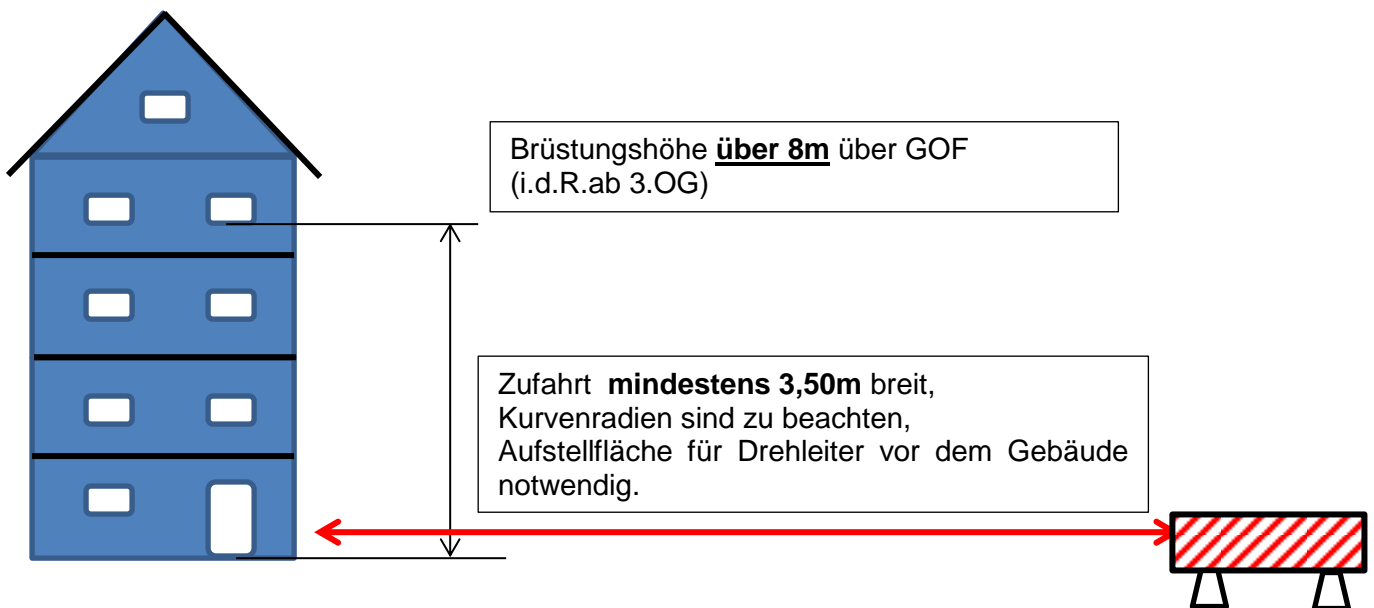 Brüstungshöhe über 8m über GOF
(i.d.R.ab 3.OG)
Zufahrt mindestens 3,50m breit,
Kurvenradien sind zu beachten,
Aufstellfläche für Drehleiter vor dem Gebäude
notwendig.